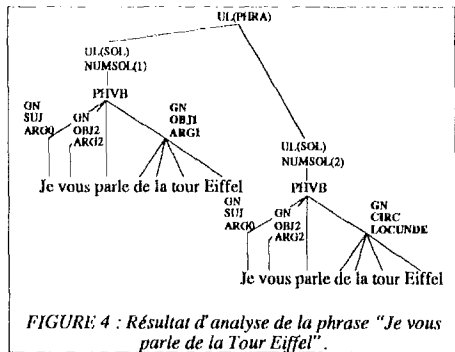 UL(PHRA)
UL(SOL)
NUMSOL(1)
PHVB
GN
SUJ
ARG0
GN
OBJ2
ARG2
GN
OBJ1
ARG1
Je vous parle de la tour Eiffel
UL(SOL)
NUMSOL(2)
PHVB
GN
SUJ
ARG0
GN
OBJ2
ARG2
GN
CIRC
LOCUNDE
Je vous parle de la tour Eiffel
FIGURE 4 : Résultat d'analyse de la phrase "Je vous
parle de la Tour Eiffel".